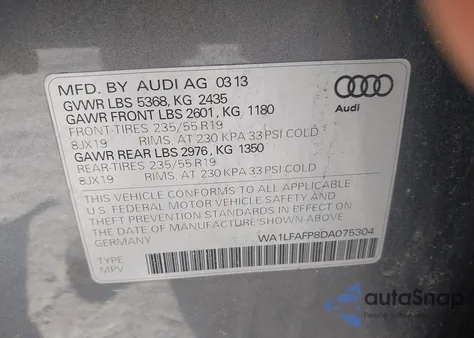 MFD. BY AUDI AG 03 13
GVWR LBS 5368, KG 2435
GAWR FRONT LBS 2601, KG 1180
FRONT-TIRES 235/55 R19
8JX19 RIMS, AT 230 KPA 33 PSI COLD
GAWR REAR LBS 2976, KG 1350
REAR-TIRES 235/55 R19
8JX19 RIMS, AT 230 KPA 33 PSI COLD
Audi
THIS VEHICLE CONFORMS TO ALL APPLICABLE
U.S. FEDERAL MOTOR VEHICLE SAFETY AND
THEFT PREVENTION STANDARDS IN EFFECT ON
THE DATE OF MANUFACTURE SHOWN ABOVE.
GERMANY
WA1LFAFP8DA075304
TYPE
MPV
autoSnap